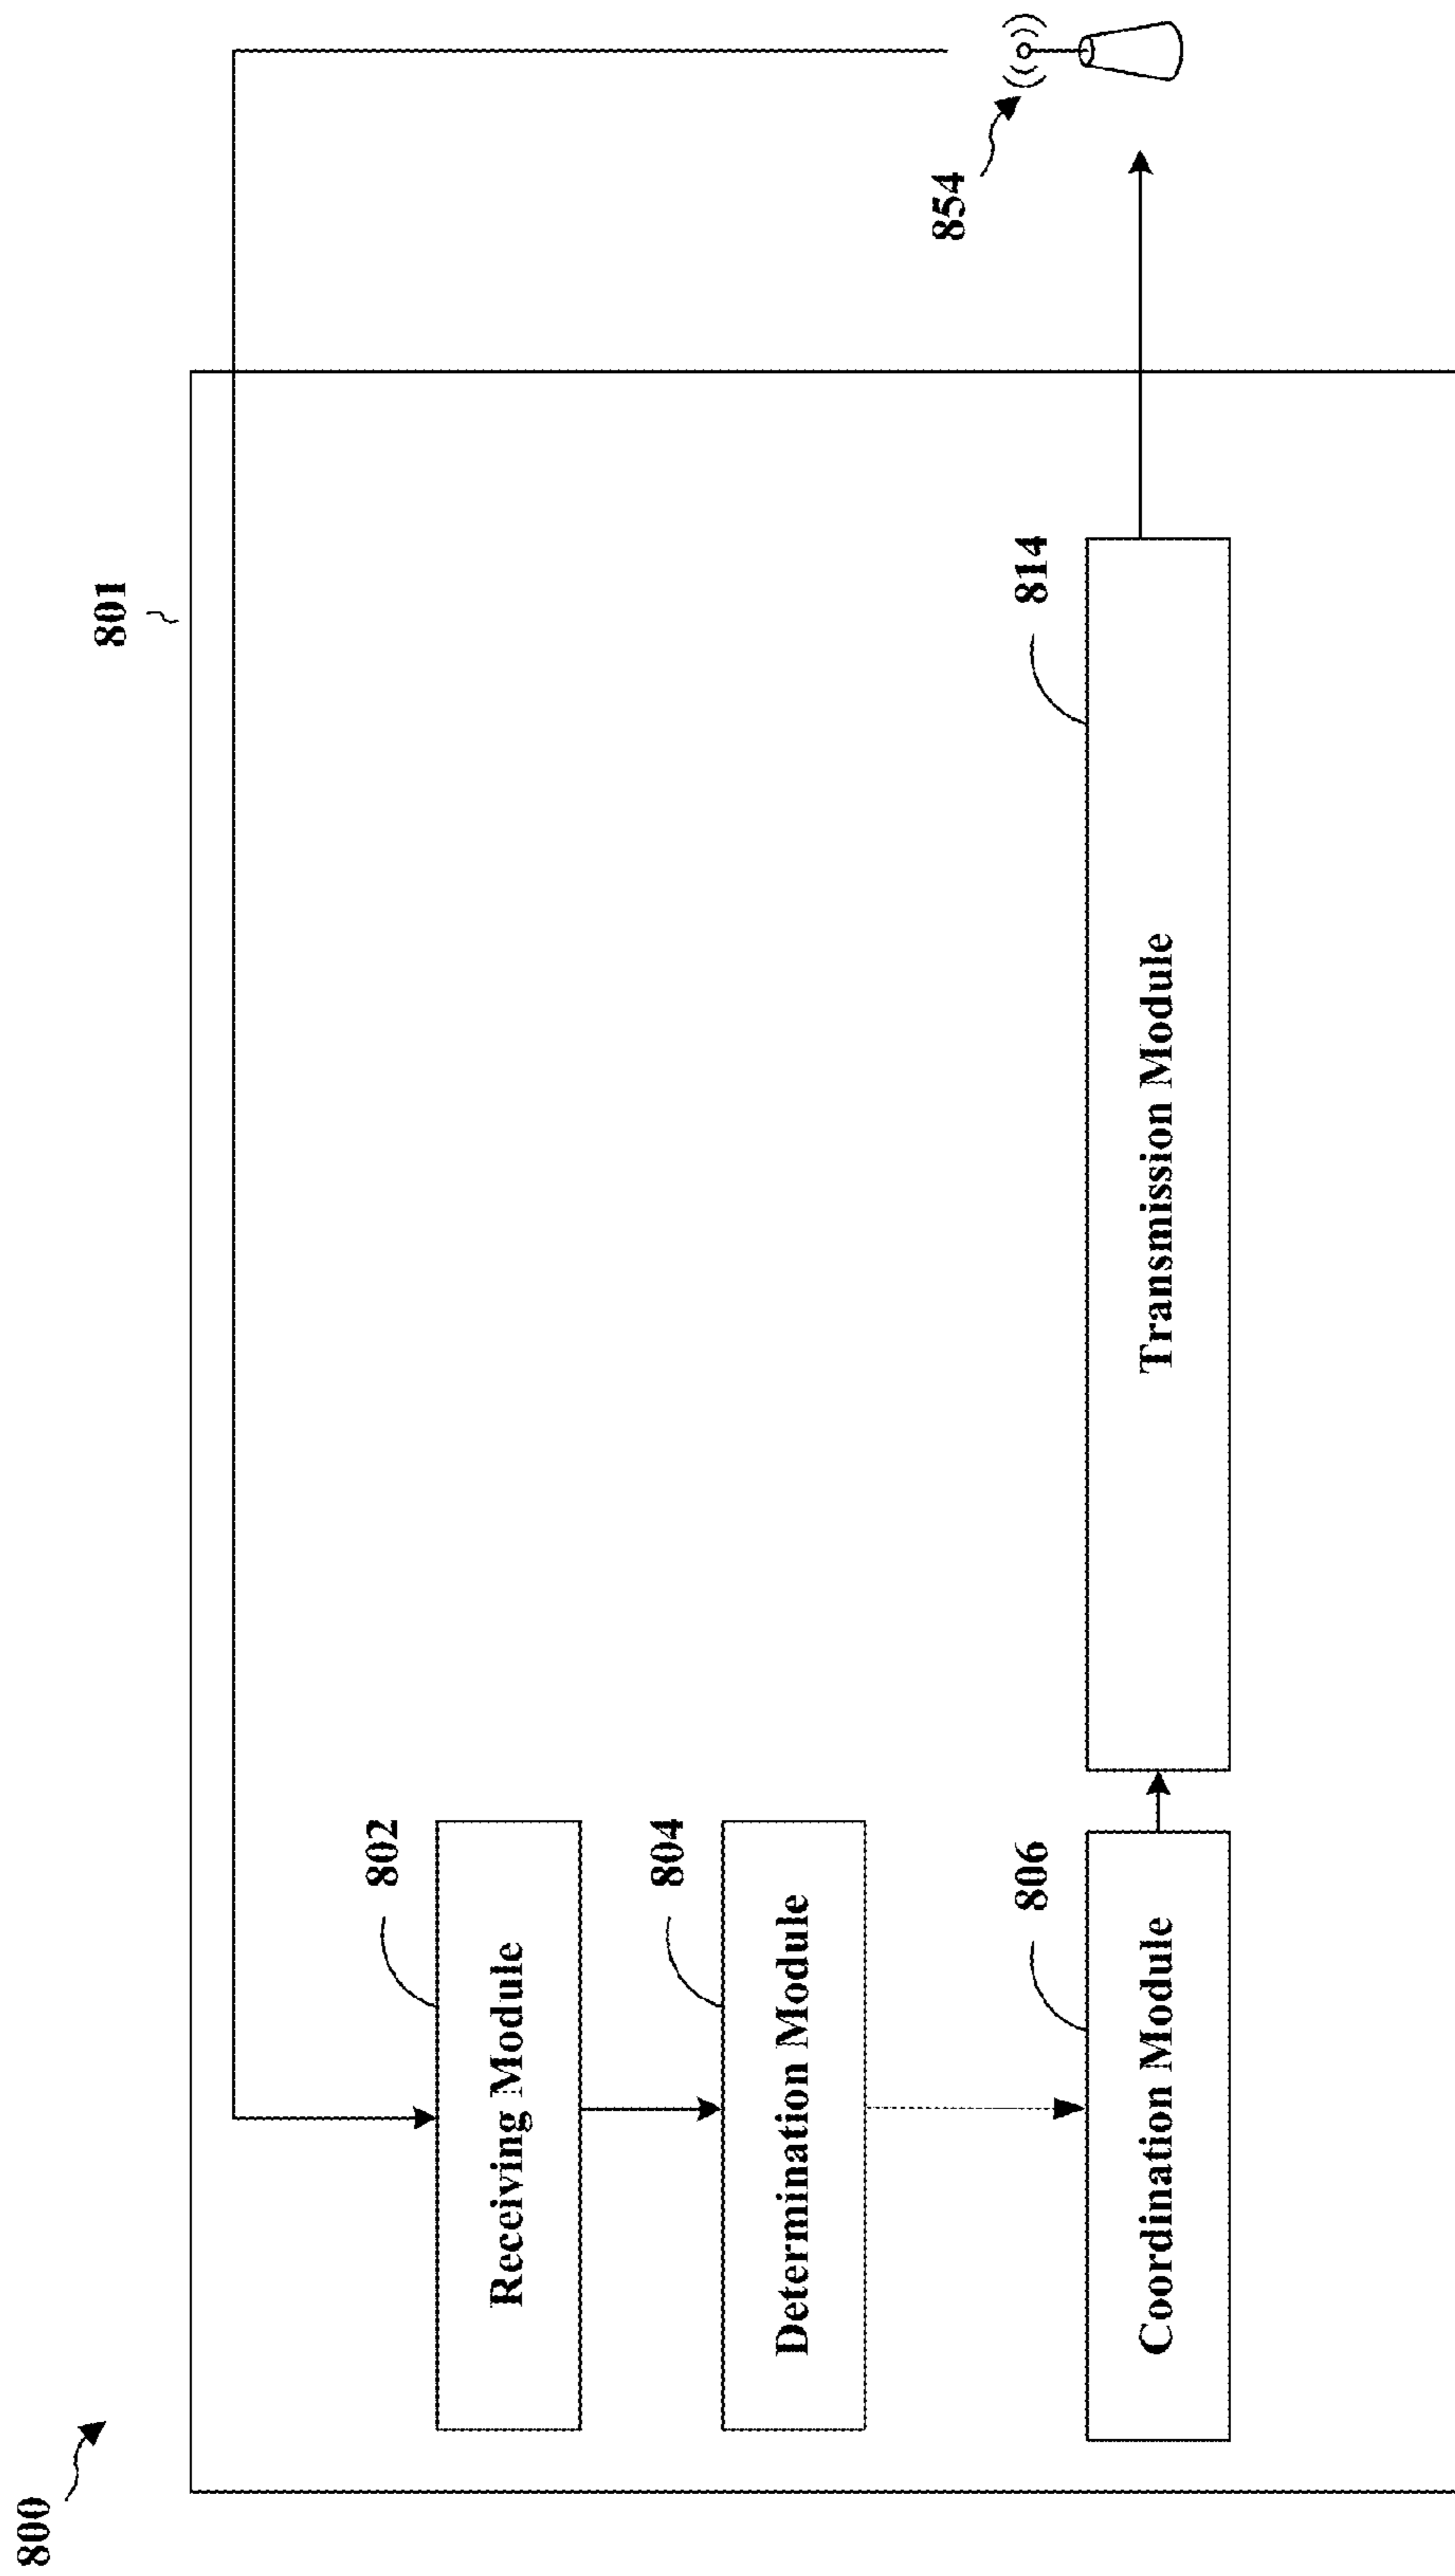 800
801
854
802
Receiving Module
804
Determination Module
806
Coordination Module
814
Transmission Module